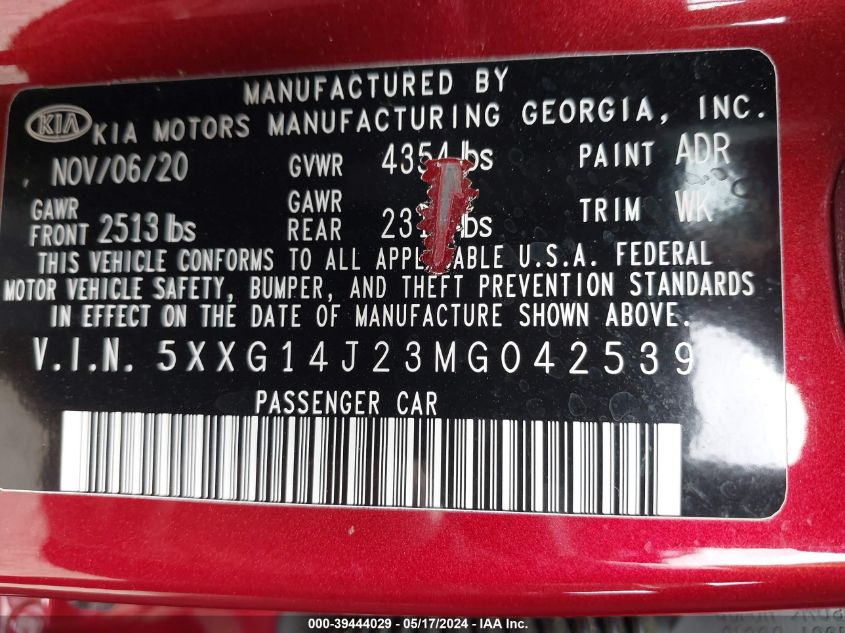 MANUFACTURED BY
KIA KIA MOTORS MANUFACTURING GEORGIA, INC.
NOV/06/20 GVWR 4354 lbs PAINT ADR
GAWR FRONT 2513 lbs GAWR REAR lbs TRIM WK
THIS VEHICLE CONFORMS TO ALL APPL ABLE U.S.A. FEDERAL
MOTOR VEHICLE SAFETY, BUMPER, AND THEFT PREVENTION STANDARDS
IN EFFECT ON THE DATE OF MANUFACTURE SHOWN ABOVE.
V.I.N. 5XXG14J23MG042539
PASSENGER CAR
000-39444029 - 05/17/2024 - IAA Inc.